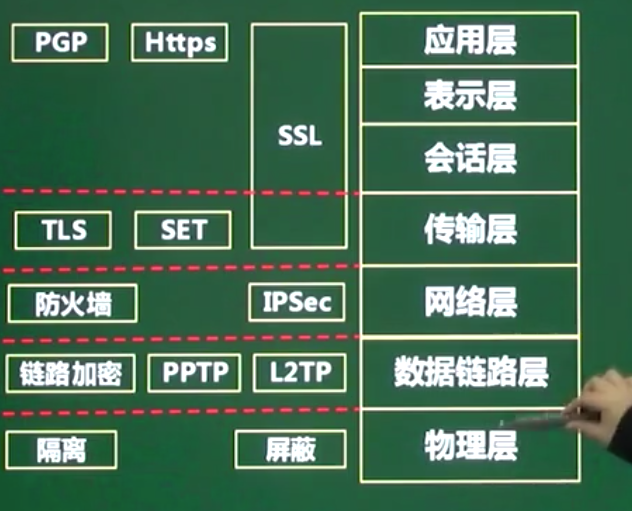 PGP Https SSL 应用层
表示层
会话层
TLS SET 传输层
防火墙 IPSec 网络层
链路加密 PPTP L2TP 数据链路层
隔离 屏蔽 物理层